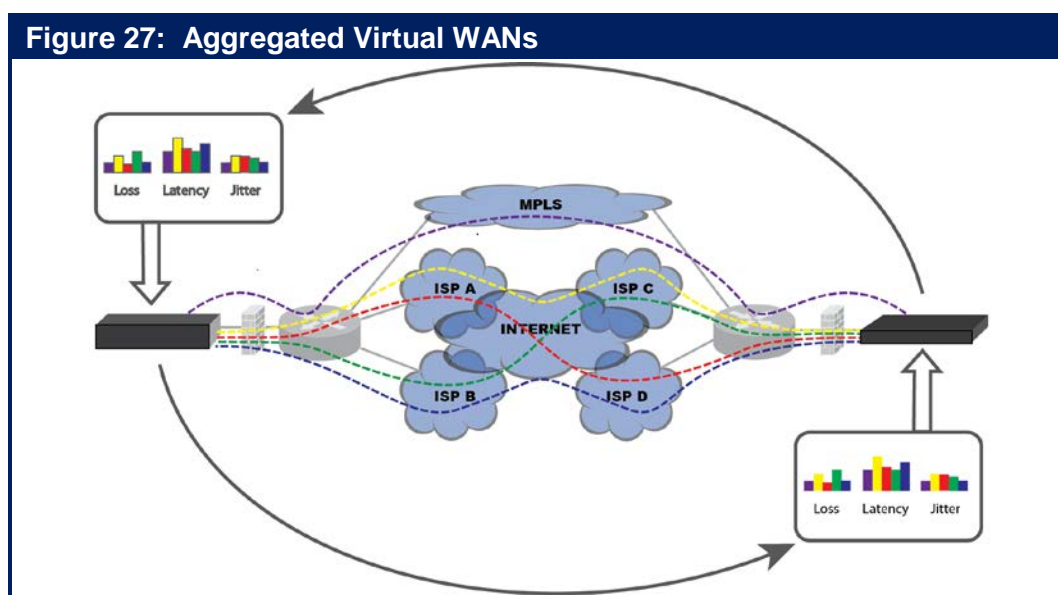 Figure 27: Aggregated Virtual WANs
Loss Latency Jitter
MPLS
ISP A
ISP C
INTERNET
ISP B
ISP D
Loss Latency Jitter